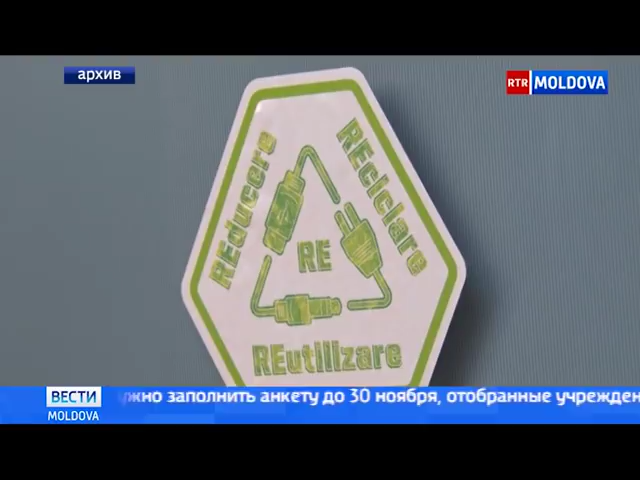 архив
RTR MOLDOVA
REducere
REciclare
RE
REutilizare
ВЕСТИ
MOLDOVA
заполнить анкету до 30 ноября, отобранные